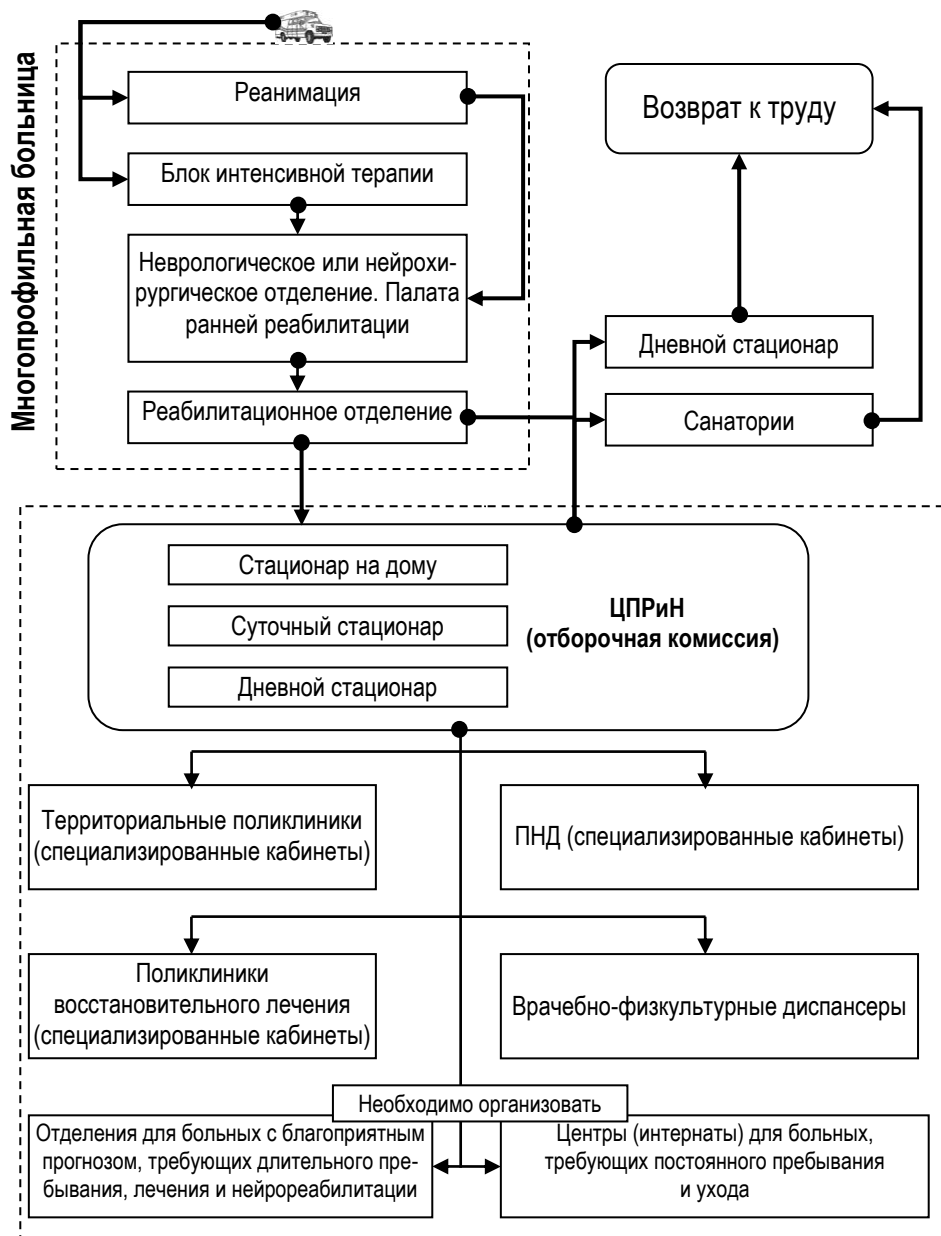 Многопрофильная больница
Реанимация
Блок интенсивной терапии
Неврологическое или нейрохи-
рургическое отделение. Палата
ранней реабилитации
Реабилитационное отделение
Возврат к труду
Дневной стационар
Санатории
Стационар на дому
Суточный стационар
Дневной стационар
ЦПРиН
(отборочная комиссия)
Территориальные поликлиники
(специализированные кабинеты)
ПНД (специализированные кабинеты)
Поликлиники
восстановительного лечения
(специализированные кабинеты)
Врачебно-физкультурные диспансеры
Необходимо организовать
Отделения для больных с благоприятным
прогнозом, требующих длительного пре-
бывания, лечения и нейрореабилитации
Центры (интернаты) для больных,
требующих постоянного пребывания
и ухода